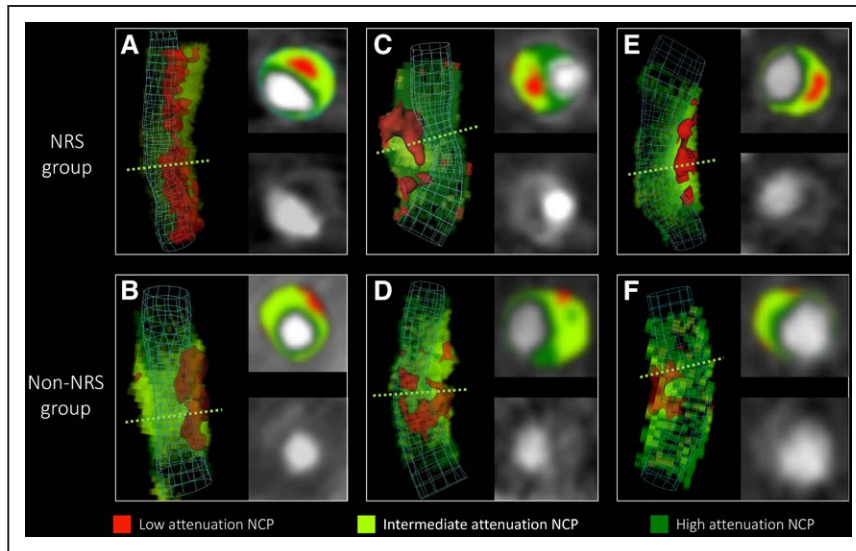 A
C
E
NRS
group
B
D
F
Non-NRS
group
Low attenuation NCP
Intermediate attenuation NCP
High attenuation NCP